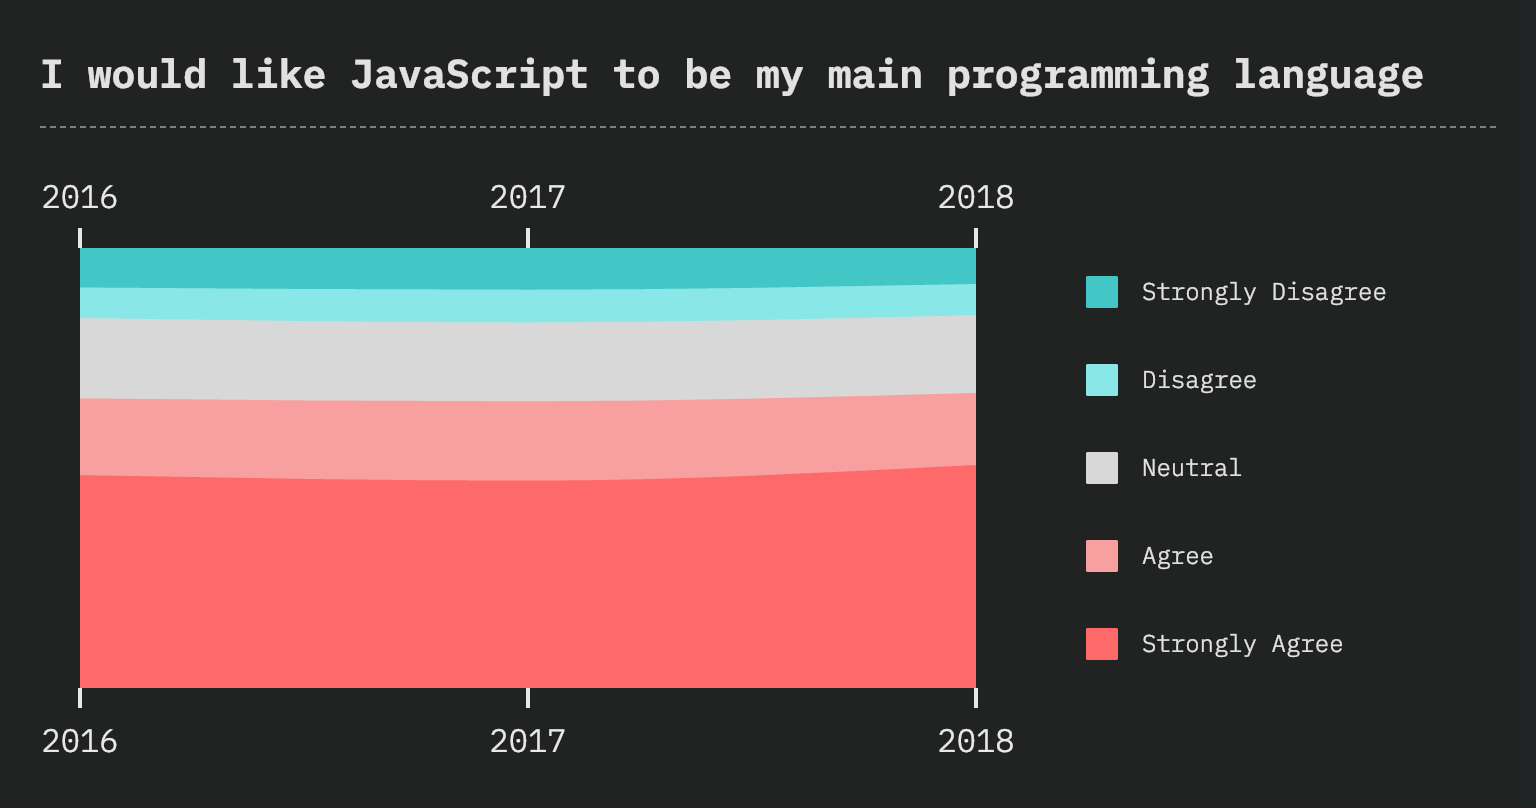 I would like JavaScript to be my main programming language
2016 2017 2018
Strongly Disagree
Disagree
Neutral
Agree
Strongly Agree
2016 2017 2018